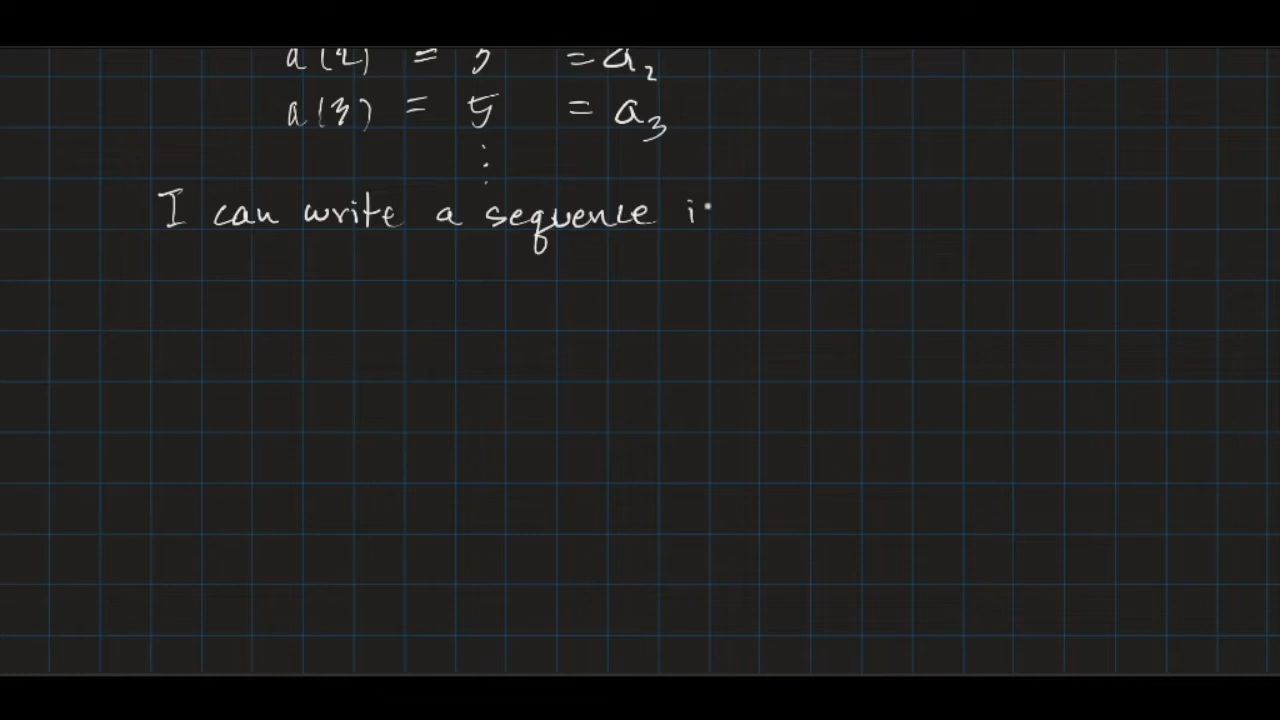 a(2) = 3 = a₂
a(3) = 5 = a₃
⋮
I can write a sequence i